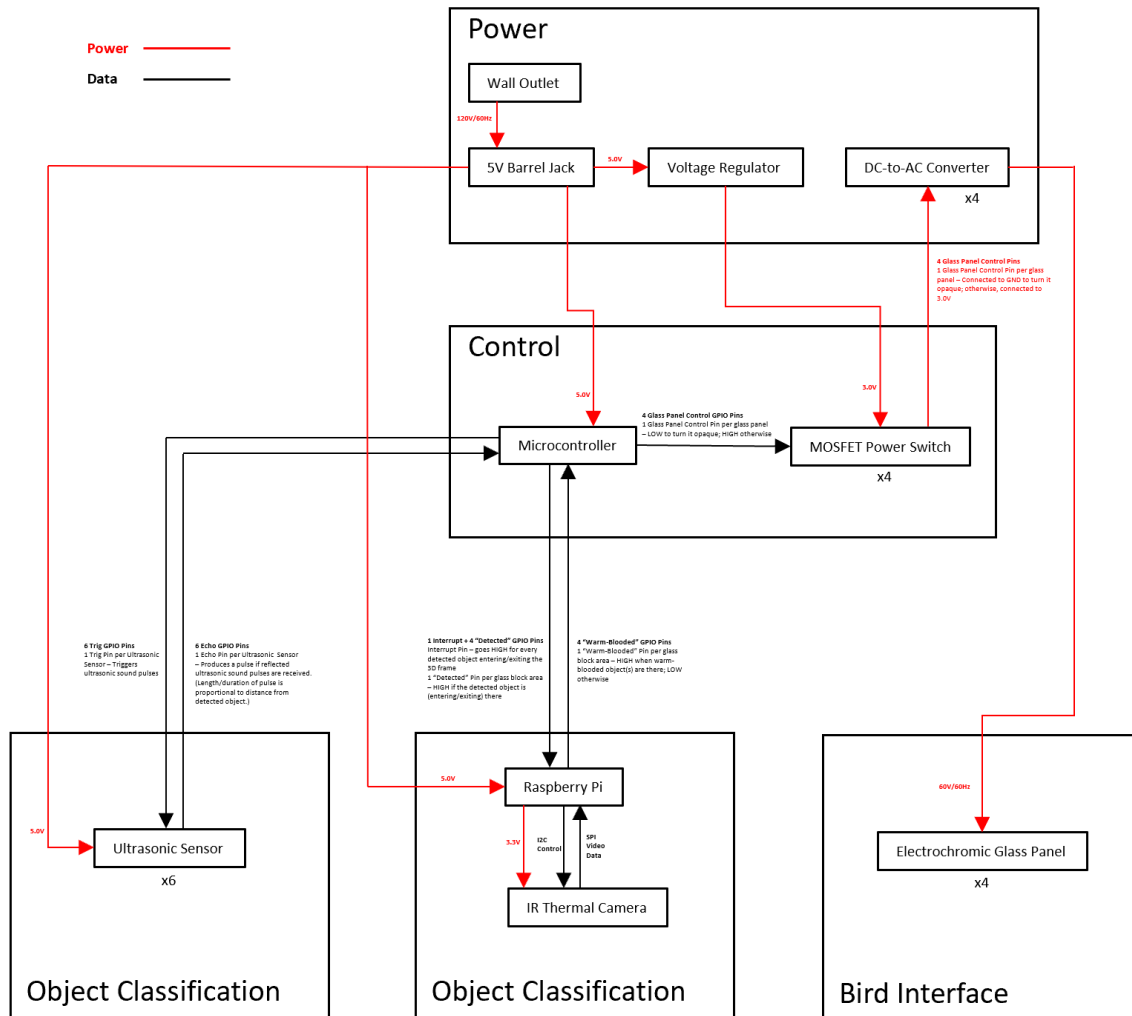 Power
Data
Power
Wall Outlet
120V/60Hz
5V Barrel Jack
5.0V
Voltage Regulator
DC-to-AC Converter
x4
4 Glass Panel Control Pins
1 Glass Panel Control Pin per glass
panel – Connected to GND to turn it
opaque; otherwise, connected to
3.0V
Control
5.0V
3.0V
4 Glass Panel Control GPIO Pins
1 Glass Panel Control Pin per glass panel
– LOW to turn it opaque; HIGH otherwise
Microcontroller
MOSFET Power Switch
x4
6 Trig GPIO Pins
1 Trig Pin per Ultrasonic
Sensor – Triggers
ultrasonic sound pulses
6 Echo GPIO Pins
1 Echo Pin per Ultrasonic Sensor
– Produces a pulse if reflected
ultrasonic sound pulses are received.
(Length/duration of pulse is
proportional to distance from
detected object.)
1 Interrupt + 4 “Detected” GPIO Pins
Interrupt Pin – goes HIGH for every
detected object entering/exiting the
3D frame
1 “Detected” Pin per glass block area
– HIGH if the detected object is
(entering/exiting) there
4 “Warm-Blooded” GPIO Pins
1 “Warm-Blooded” Pin per glass
block area – HIGH when warm-
blooded object(s) are there; LOW
otherwise
5.0V
Ultrasonic Sensor
x6
Object Classification
5.0V
Raspberry Pi
3.3V
I2C
Control
SPI
Video
Data
IR Thermal Camera
Object Classification
60V/60Hz
Electrochromic Glass Panel
x4
Bird Interface